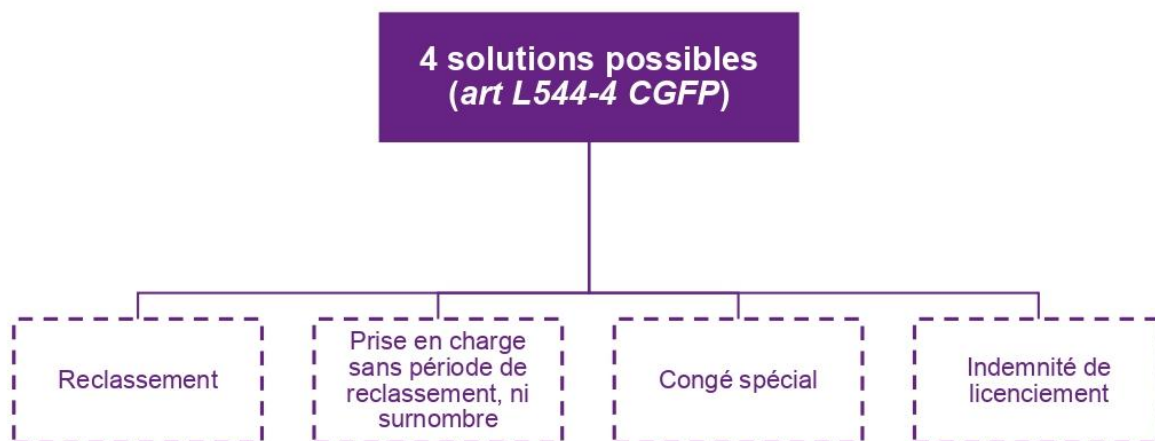 4 solutions possibles
(art L544-4 CGFP)
Reclassement
Prise en charge
sans période de
reclassement, ni
surnombre
Congé spécial
Indemnité de
licenciement